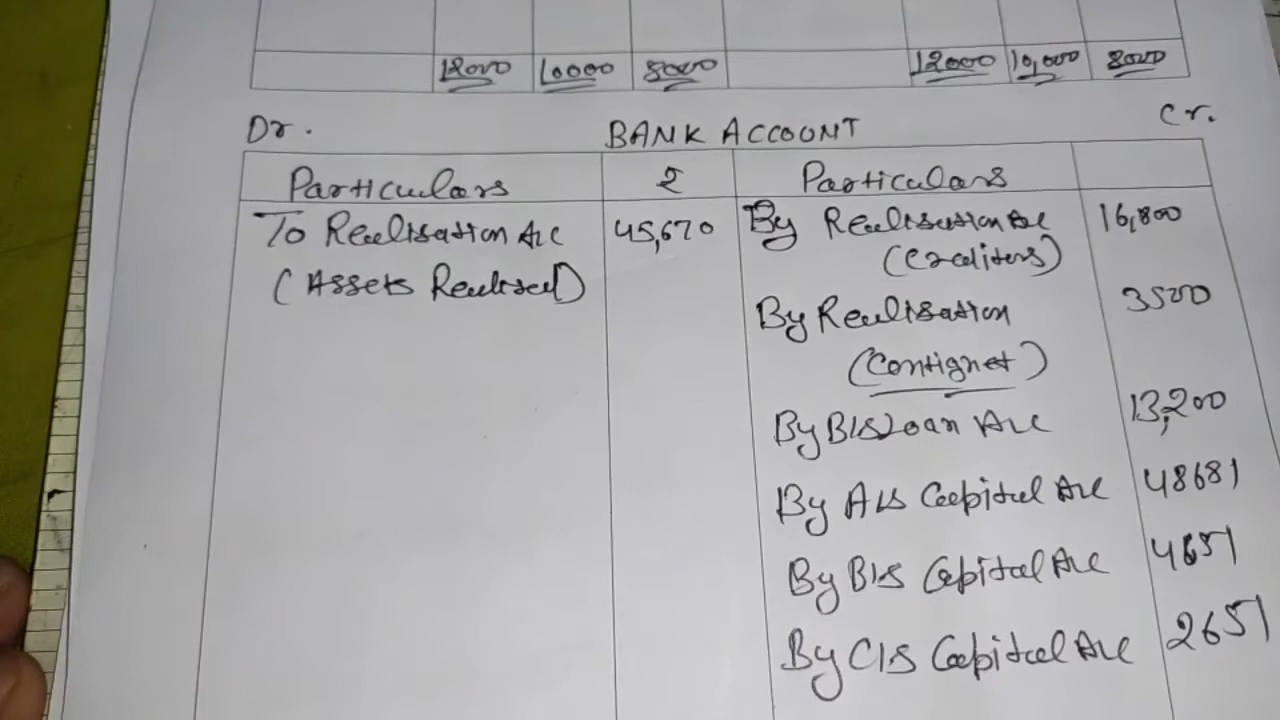 12000 10000 8000 12000 10,000 8000
Dr. BANK ACCOUNT Cr.
Particulars ₹ Particulars
To Realisation A/c 45,670 By Realisation A/c 16,800
(Assets Realised) (Creditors)
By Realisation 3500
(Contignet)
By B/s Loan A/c 13,200
By A/s Capital A/c 48681
By B/s Capital A/c 4651
By C/s Capital A/c 2651